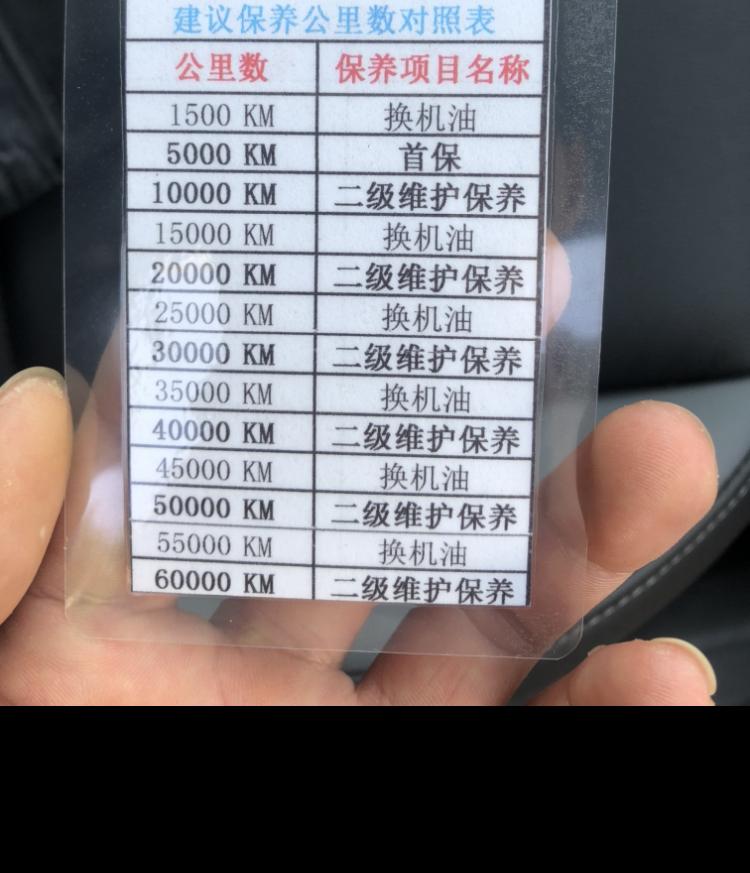 建议保养公里数对照表
公里数 保养项目名称
1500 KM 换机油
5000 KM 首保
10000 KM 二级维护保养
15000 KM 换机油
20000 KM 二级维护保养
25000 KM 换机油
30000 KM 二级维护保养
35000 KM 换机油
40000 KM 二级维护保养
45000 KM 换机油
50000 KM 二级维护保养
55000 KM 换机油
60000 KM 二级维护保养